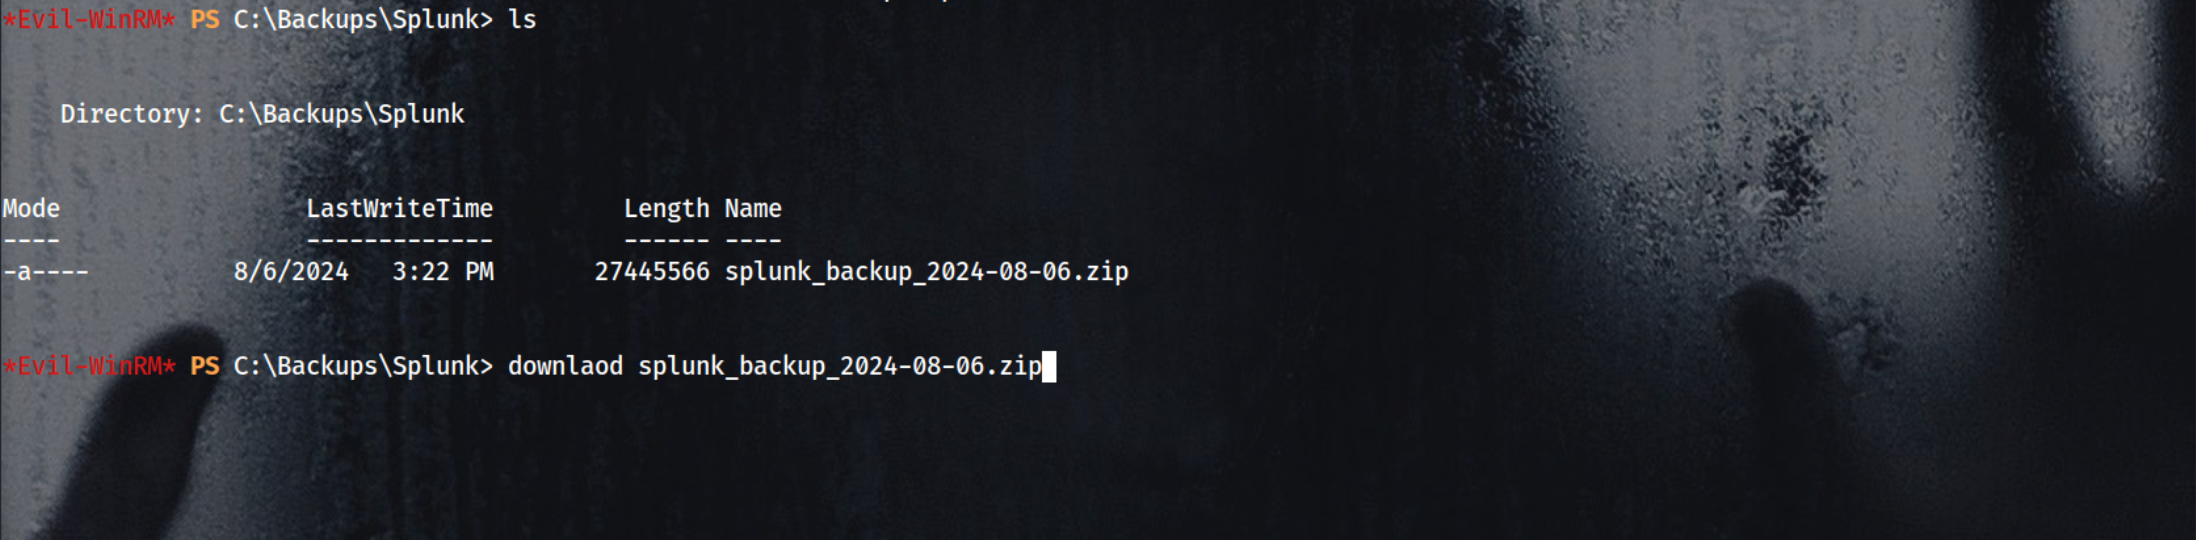 *Evil-WinRM* PS C:\Backups\Splunk> ls
Directory: C:\Backups\Splunk
Mode                 LastWriteTime         Length Name
----                 -------------         ------ ----
-a----          8/6/2024   3:22 PM       27445566 splunk_backup_2024-08-06.zip
*Evil-WinRM* PS C:\Backups\Splunk> downlaod splunk_backup_2024-08-06.zip